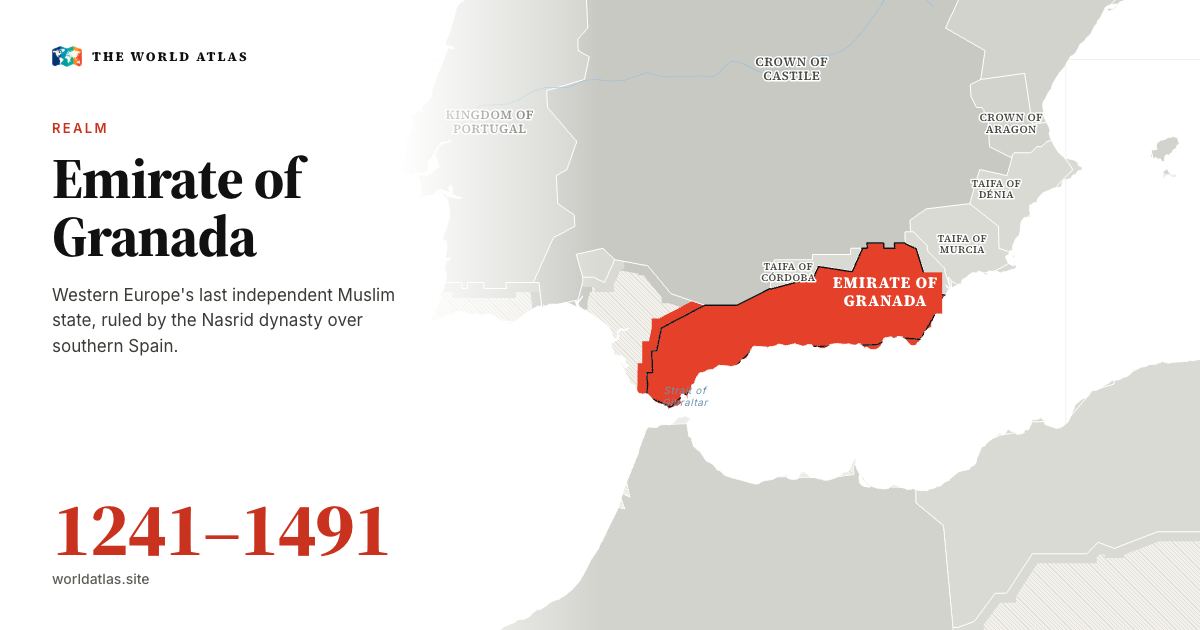 THE WORLD ATLAS
REALM
Emirate of
Granada
Western Europe's last independent Muslim
state, ruled by the Nasrid dynasty over
southern Spain.
1241–1491
worldatlas.site
CROWN OF
CASTILE
KINGDOM OF
PORTUGAL
CROWN OF
ARAGON
TAIFA OF
DÉNIA
TAIFA OF
MURCIA
TAIFA OF
CÓRDOBA
EMIRATE OF
GRANADA
Strait of
Gibraltar